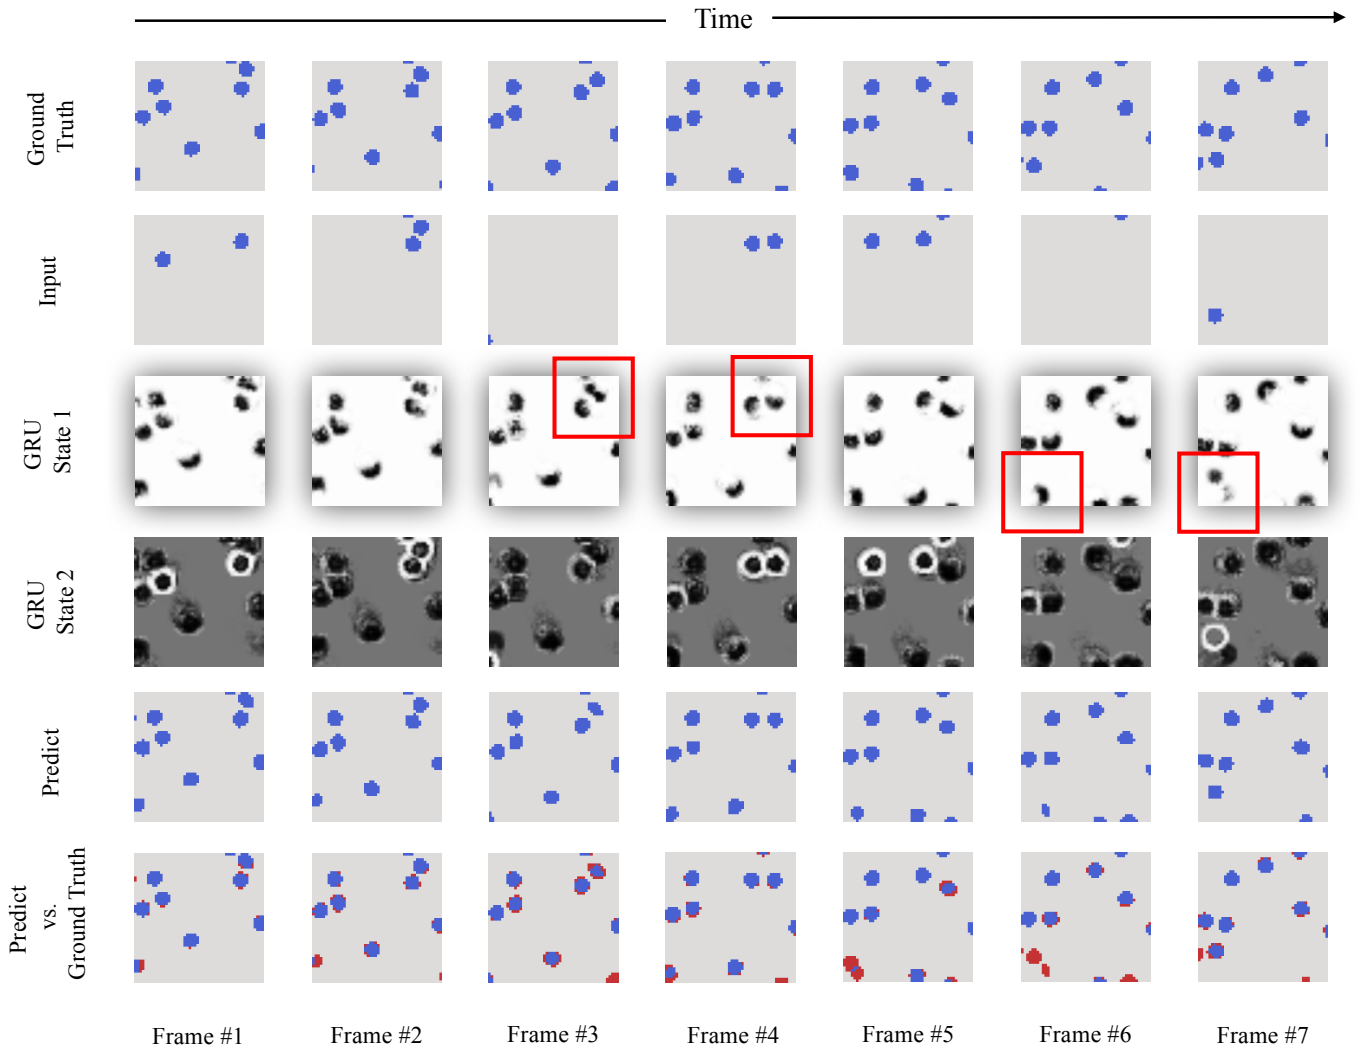 Time
Ground
Truth
Input
GRU
State 1
GRU
State 2
Predict
Predict
vs.
Ground Truth
Frame #1
Frame #2
Frame #3
Frame #4
Frame #5
Frame #6
Frame #7